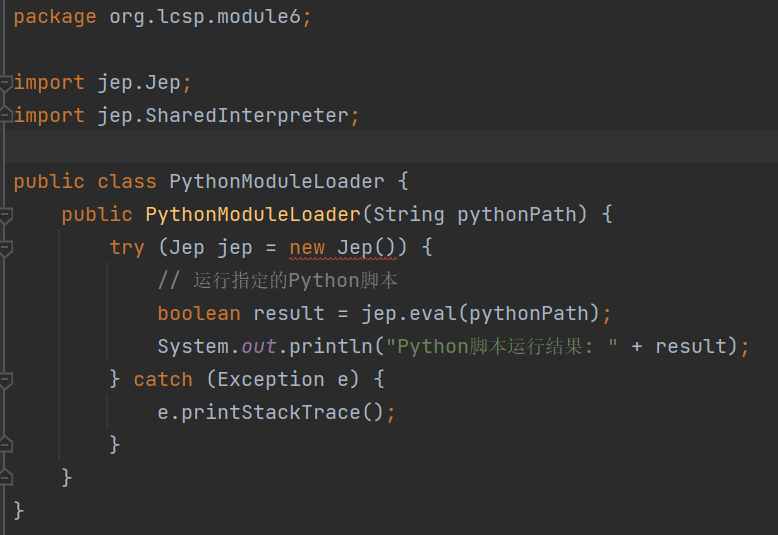 package org.lcsp.module6;
import jep.Jep;
import jep.SharedInterpreter;
public class PythonModuleLoader {
public PythonModuleLoader(String pythonPath) {
try (Jep jep = new Jep()) {
// 运行指定的Python脚本
boolean result = jep.eval(pythonPath);
System.out.println("Python脚本运行结果: " + result);
} catch (Exception e) {
e.printStackTrace();
}
}
}